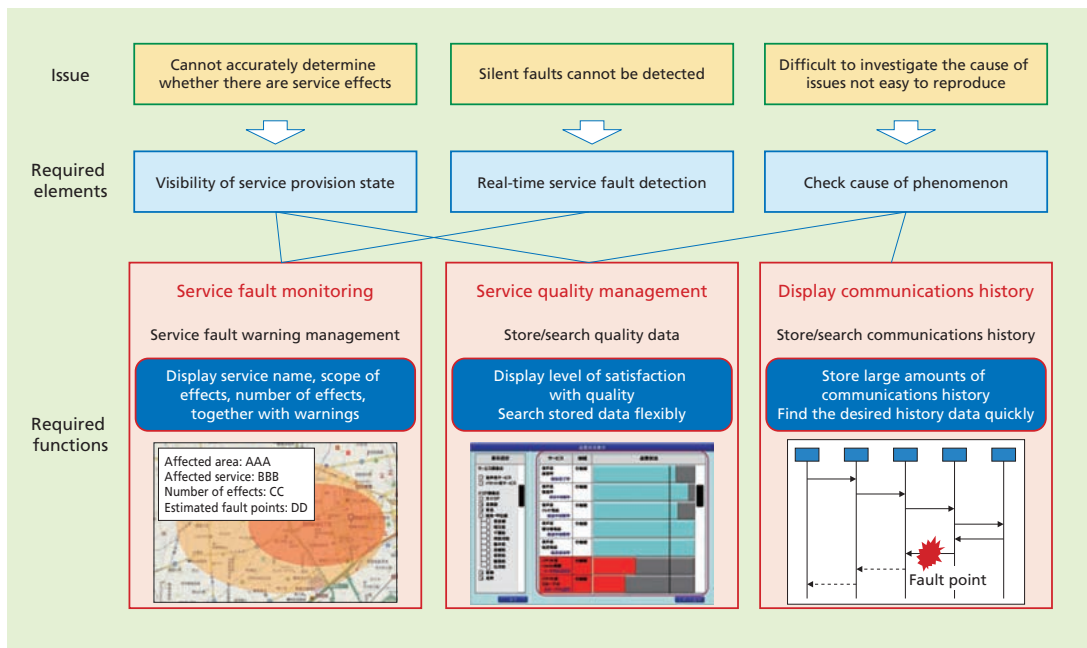 Issue
Cannot accurately determine
whether there are service effects
Silent faults cannot be detected
Difficult to investigate the cause of
issues not easy to reproduce
Required
elements
Visibility of service provision state
Real-time service fault detection
Check cause of phenomenon
Required
functions
Service fault monitoring
Service fault warning management
Display service name, scope of
effects, number of effects,
together with warnings
Affected area: AAA
Affected service: BBB
Number of effects: CC
Estimated fault points: DD
Service quality management
Store/search quality data
Display level of satisfaction
with quality
Search stored data flexibly
Display communications history
Store/search communications history
Store large amounts of
communications history
Find the desired history data quickly
Fault point